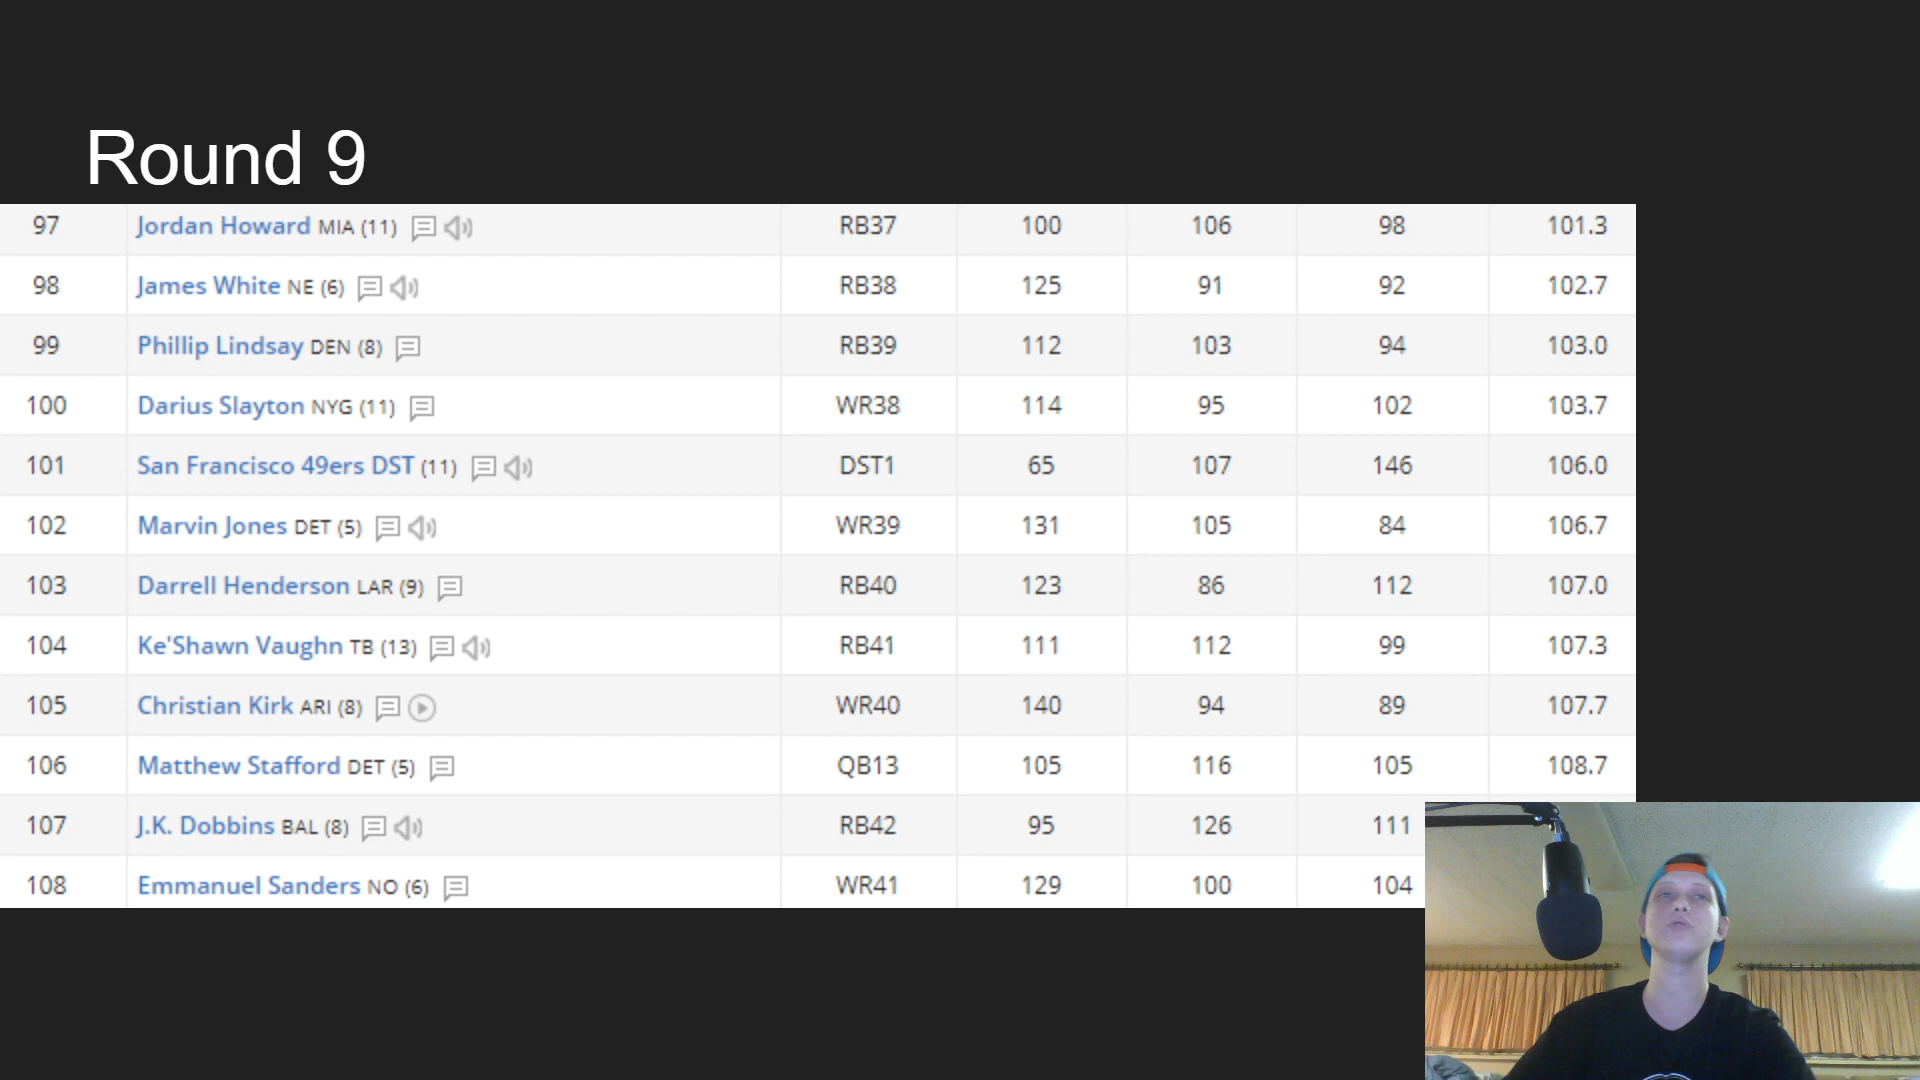 Round 9
97 Jordan Howard MIA (11) RB37 100 106 98 101.3
98 James White NE (6) RB38 125 91 92 102.7
99 Phillip Lindsay DEN (8) RB39 112 103 94 103.0
100 Darius Slayton NYG (11) WR38 114 95 102 103.7
101 San Francisco 49ers DST (11) DST1 65 107 146 106.0
102 Marvin Jones DET (5) WR39 131 105 84 106.7
103 Darrell Henderson LAR (9) RB40 123 86 112 107.0
104 Ke'Shawn Vaughn TB (13) RB41 111 112 99 107.3
105 Christian Kirk ARI (8) WR40 140 94 89 107.7
106 Matthew Stafford DET (5) QB13 105 116 105 108.7
107 J.K. Dobbins BAL (8) RB42 95 126 111
108 Emmanuel Sanders NO (6) WR41 129 100 104